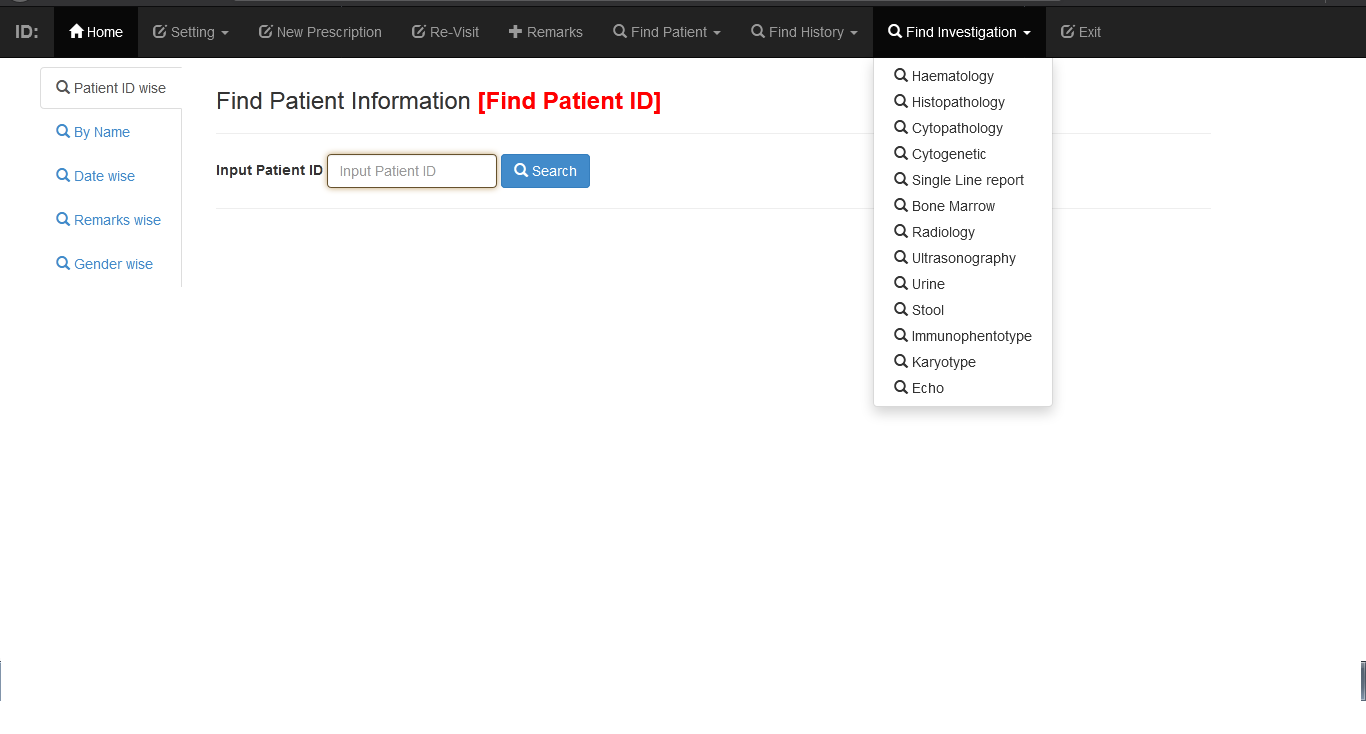 ID: Home Setting New Prescription Re-Visit Remarks Find Patient Find History Find Investigation Exit
Patient ID wise
By Name
Date wise
Remarks wise
Gender wise
Find Patient Information [Find Patient ID]
Input Patient ID Input Patient ID Search
Haematology
Histopathology
Cytopathology
Cytogenetic
Single Line report
Bone Marrow
Radiology
Ultrasonography
Urine
Stool
Immunophentotype
Karyotype
Echo